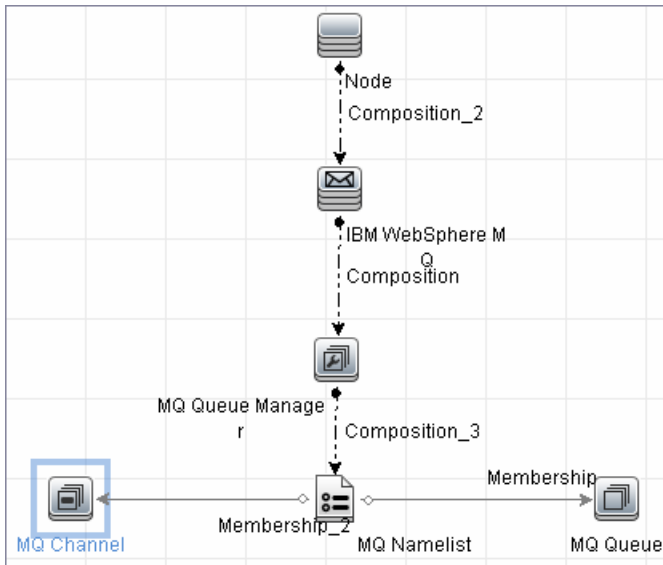 Node
Composition_2
IBM WebSphere M
Q
Composition
MQ Queue Manage
r
Composition_3
Membership
Membership_2
MQ Channel
MQ Namelist
MQ Queue